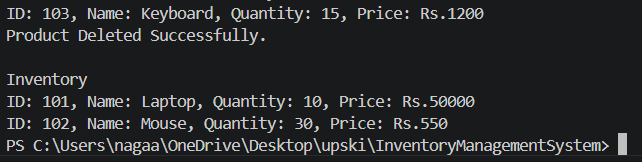 ID: 103, Name: Keyboard, Quantity: 15, Price: Rs.1200
Product Deleted Successfully.
Inventory
ID: 101, Name: Laptop, Quantity: 10, Price: Rs.50000
ID: 102, Name: Mouse, Quantity: 30, Price: Rs.550
PS C:\Users\nagaa\OneDrive\Desktop\upski\InventoryManagementSystem>